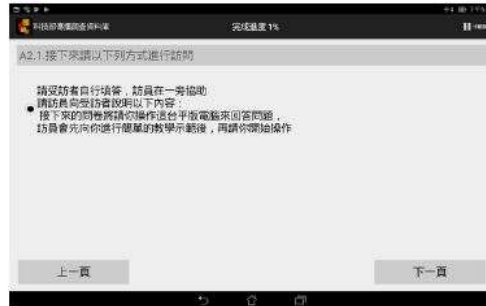 科技部傳播調查資料庫
完成進度 1%
A2.1.接下來請以下列方式進行訪問
請受訪者自行填答，訪員在一旁協助
請訪員向受訪者說明以下內容：
接下來的問卷將請你操作這台平板電腦來回答問題，
訪員會先向你進行簡單的教學示範後，再請你開始操作
上一頁
下一頁